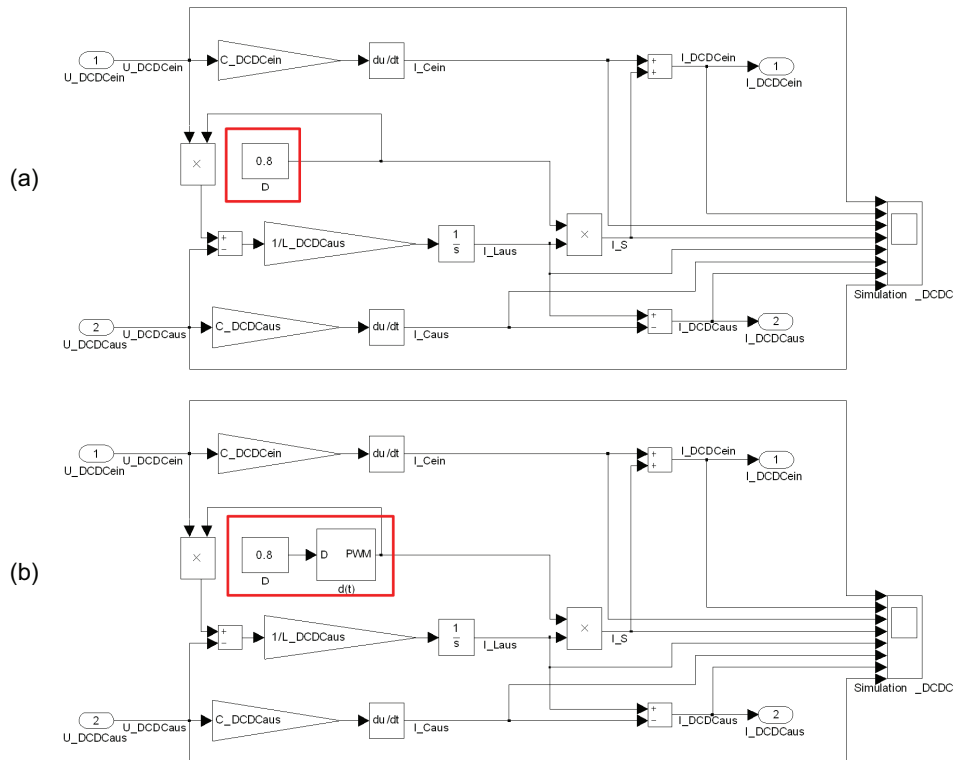 (a)
1
U_DCDCein
U_DCDCein
C_DCDCein
du/dt
I_Cein
+
+
I_DCDCein
1
I_DCDCein
×
0.8
D
+
−
1/L_DCDCaus
1
s
I_Laus
×
I_S
Simulation _DCDC
2
U_DCDCaus
U_DCDCaus
C_DCDCaus
du/dt
I_Caus
+
−
I_DCDCaus
2
I_DCDCaus
(b)
1
U_DCDCein
U_DCDCein
C_DCDCein
du/dt
I_Cein
+
+
I_DCDCein
1
I_DCDCein
×
0.8
D
D PWM
d(t)
+
−
1/L_DCDCaus
1
s
I_Laus
×
I_S
Simulation _DCDC
2
U_DCDCaus
U_DCDCaus
C_DCDCaus
du/dt
I_Caus
+
−
I_DCDCaus
2
I_DCDCaus